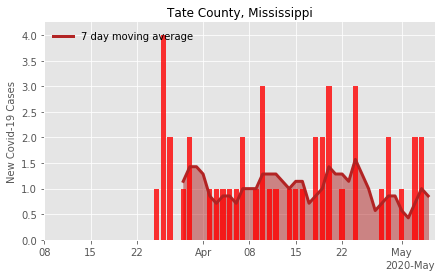 Tate County, Mississippi
7 day moving average
New Covid-19 Cases
4.0
3.5
3.0
2.5
2.0
1.5
1.0
0.5
0.0
08 15 22 Apr 08 15 22 May
2020-May